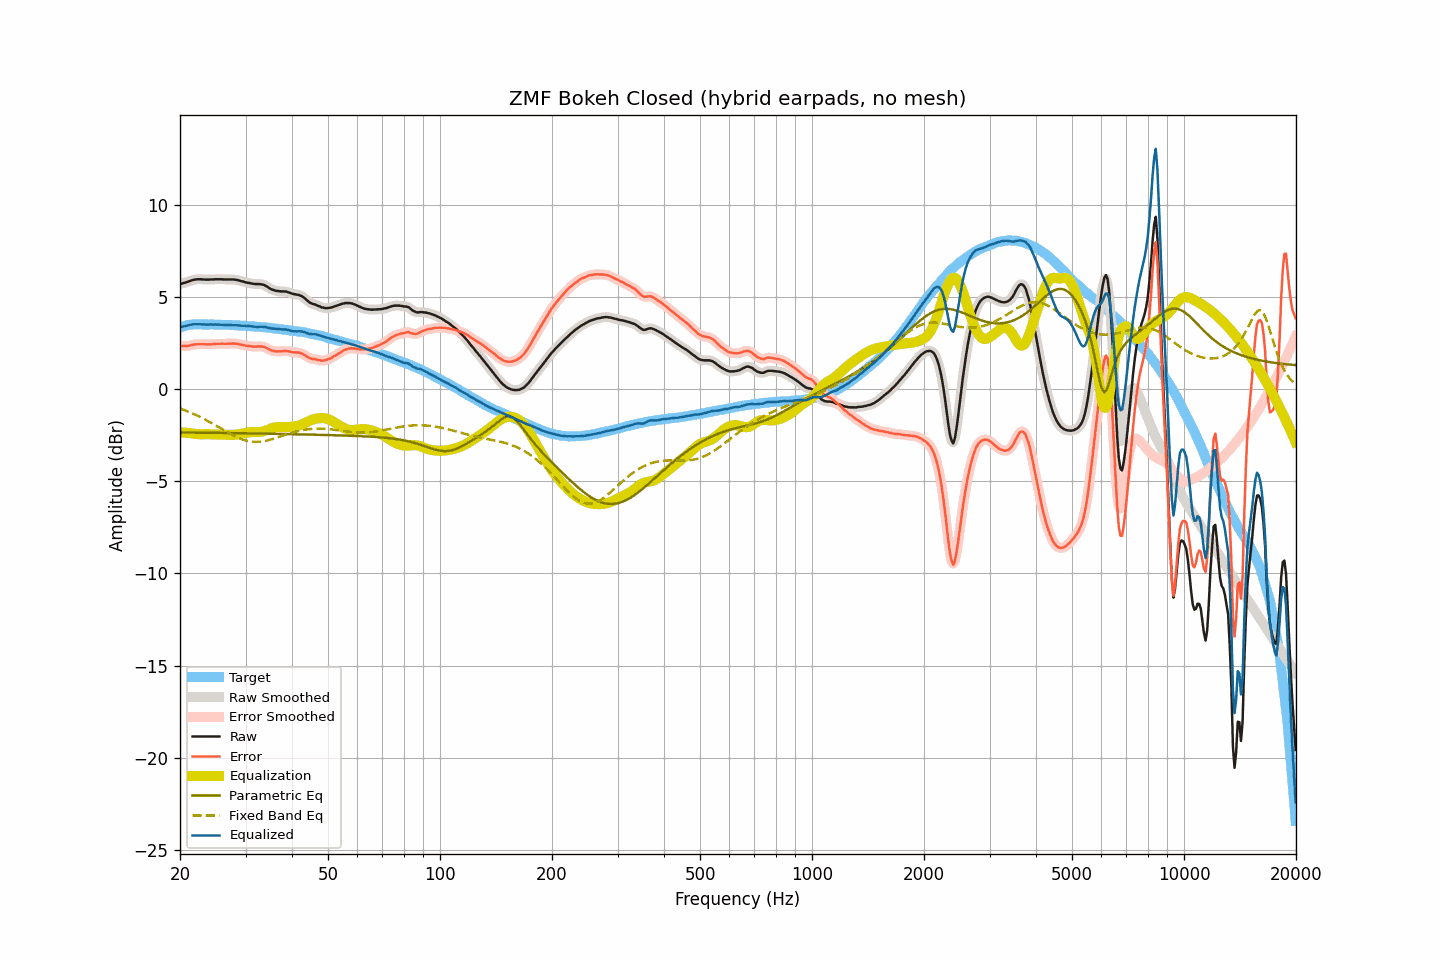 ZMF Bokeh Closed (hybrid earpads, no mesh)
10
5
0
−5
−10
−15
−20
−25
Amplitude (dBr)
Target
Raw Smoothed
Error Smoothed
Raw
Error
Equalization
Parametric Eq
Fixed Band Eq
Equalized
20 50 100 200 500 1000 2000 5000 10000 20000
Frequency (Hz)